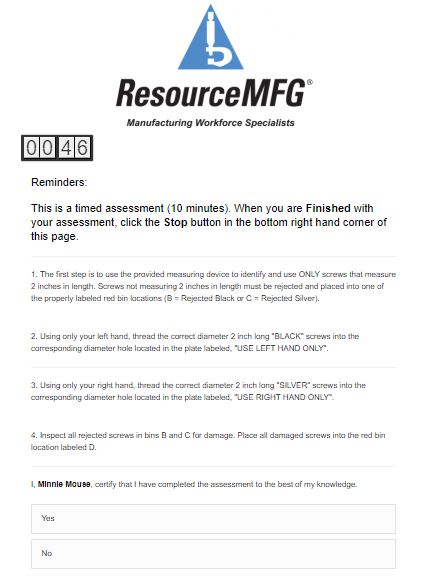 ResourceMFG®
Manufacturing Workforce Specialists
0046
Reminders:
This is a timed assessment (10 minutes). When you are Finished with
your assessment, click the Stop button in the bottom right hand corner of
this page.
1. The first step is to use the provided measuring device to identify and use ONLY screws that measure
2 inches in length. Screws not measuring 2 inches in length must be rejected and placed into one of
the properly labeled red bin locations (B = Rejected Black or C = Rejected Silver).
2. Using only your left hand, thread the correct diameter 2 inch long "BLACK" screws into the
corresponding diameter hole located in the plate labeled, "USE LEFT HAND ONLY".
3. Using only your right hand, thread the correct diameter 2 inch long "SILVER" screws into the
corresponding diameter hole located in the plate labeled, "USE RIGHT HAND ONLY".
4. Inspect all rejected screws in bins B and C for damage. Place all damaged screws into the red bin
location labeled D.
I, Minnie Mouse, certify that I have completed the assessment to the best of my knowledge.
Yes
No